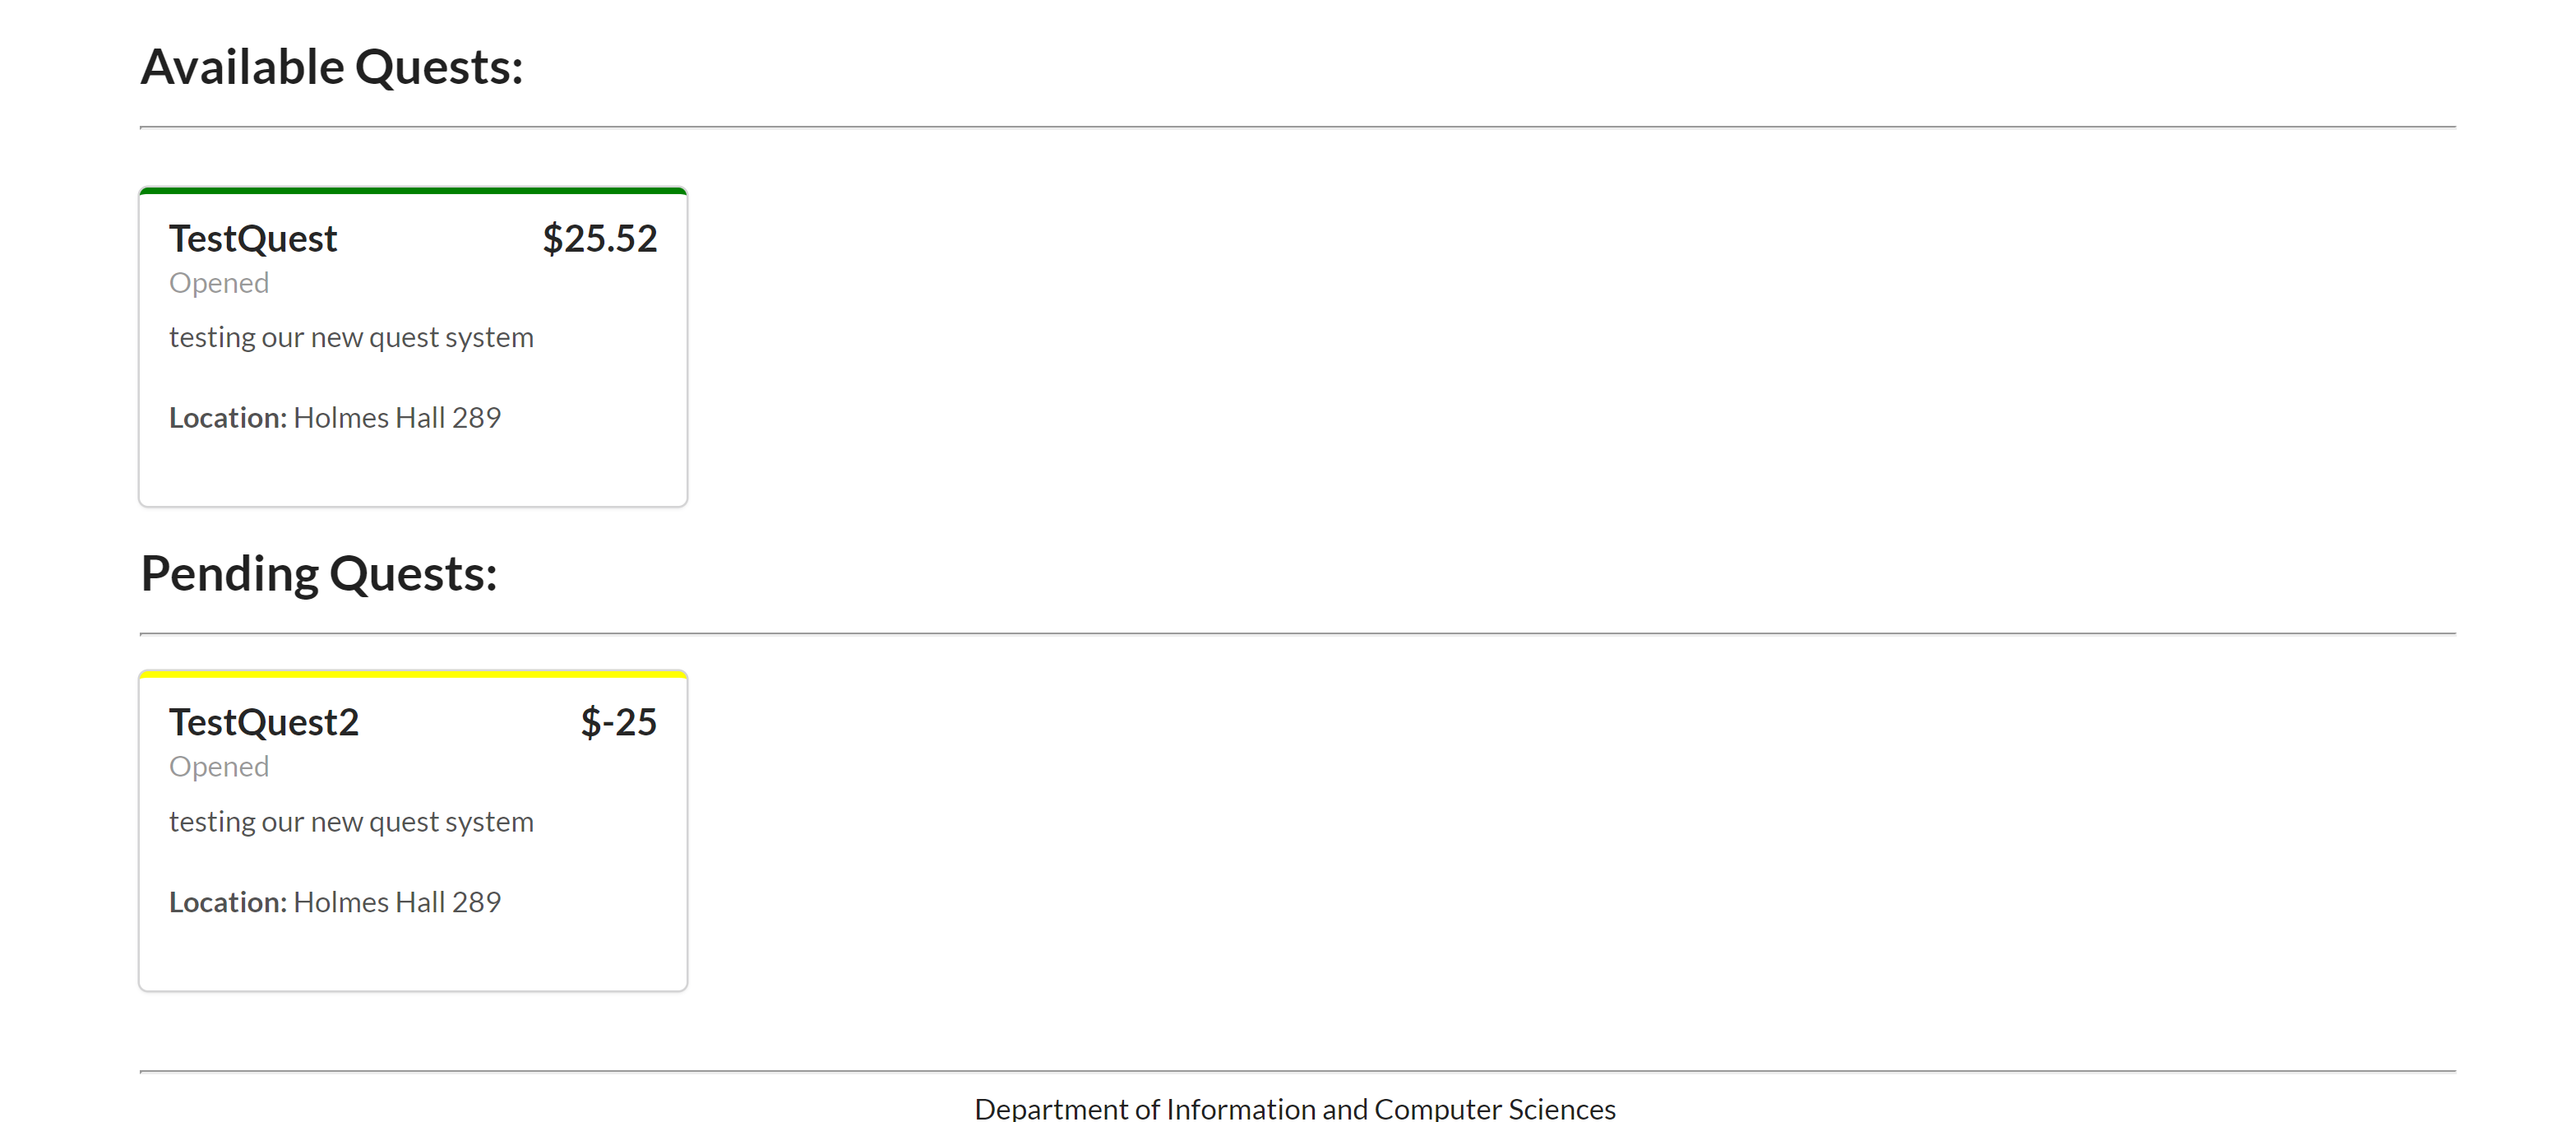 Available Quests:
TestQuest $25.52
Opened
testing our new quest system
Location: Holmes Hall 289
Pending Quests:
TestQuest2 $-25
Opened
testing our new quest system
Location: Holmes Hall 289
Department of Information and Computer Sciences